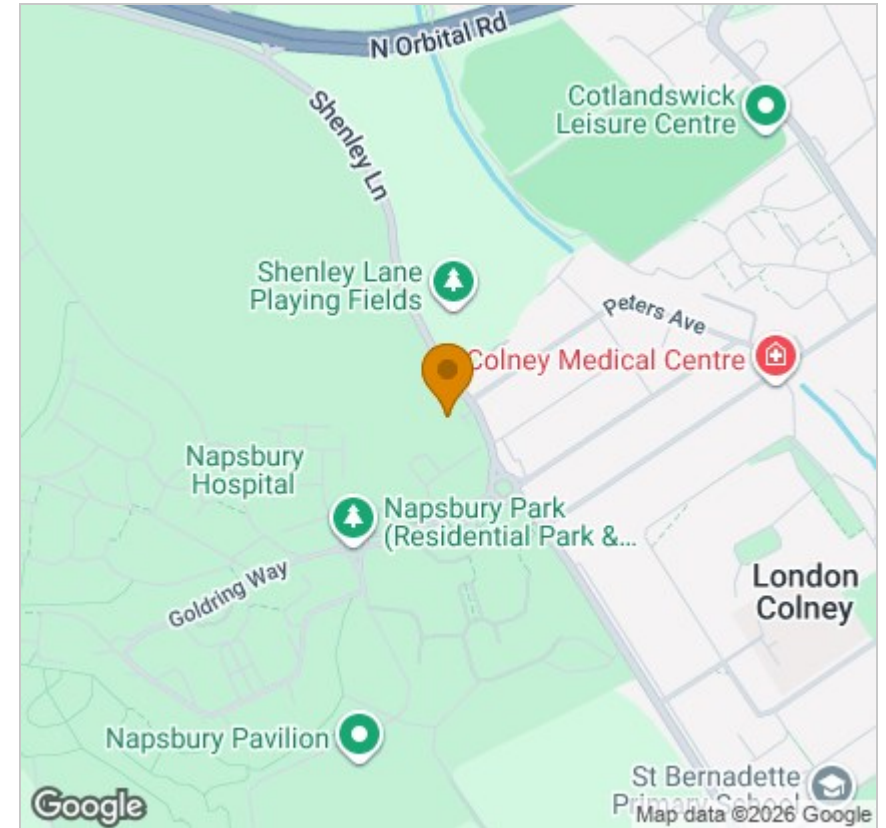 N Orbital Rd
Cotlandswick
Leisure Centre
Shenley Ln
Shenley Lane
Playing Fields
Peters Ave
Colney Medical Centre
Napsbury
Hospital
Napsbury Park
(Residential Park &...
Goldring Way
London
Colney
Napsbury Pavilion
St Bernadette
Primary School
Google
Map data ©2026 Google